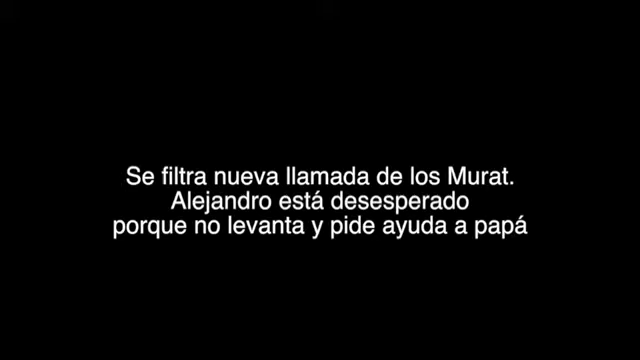 Se filtra nueva llamada de los Murat.
Alejandro está desesperado
porque no levanta y pide ayuda a papá